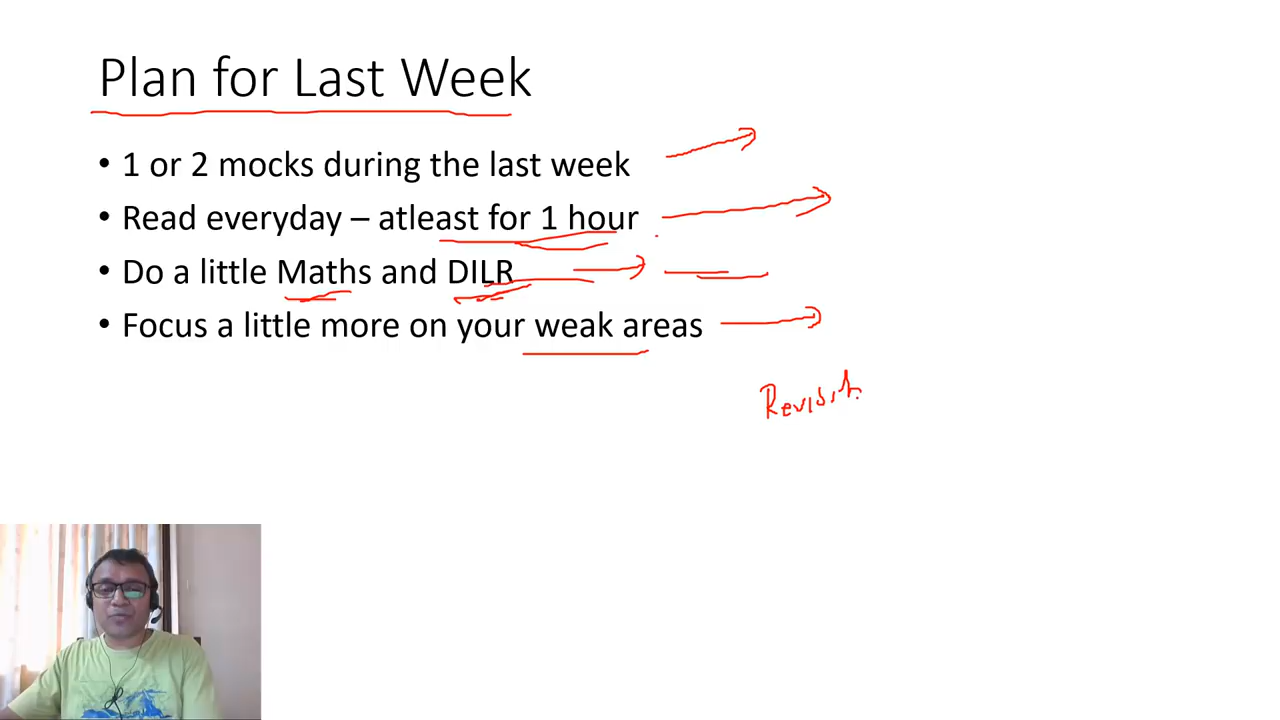 Plan for Last Week
• 1 or 2 mocks during the last week
• Read everyday – atleast for 1 hour
• Do a little Maths and DILR
• Focus a little more on your weak areas
Revisit